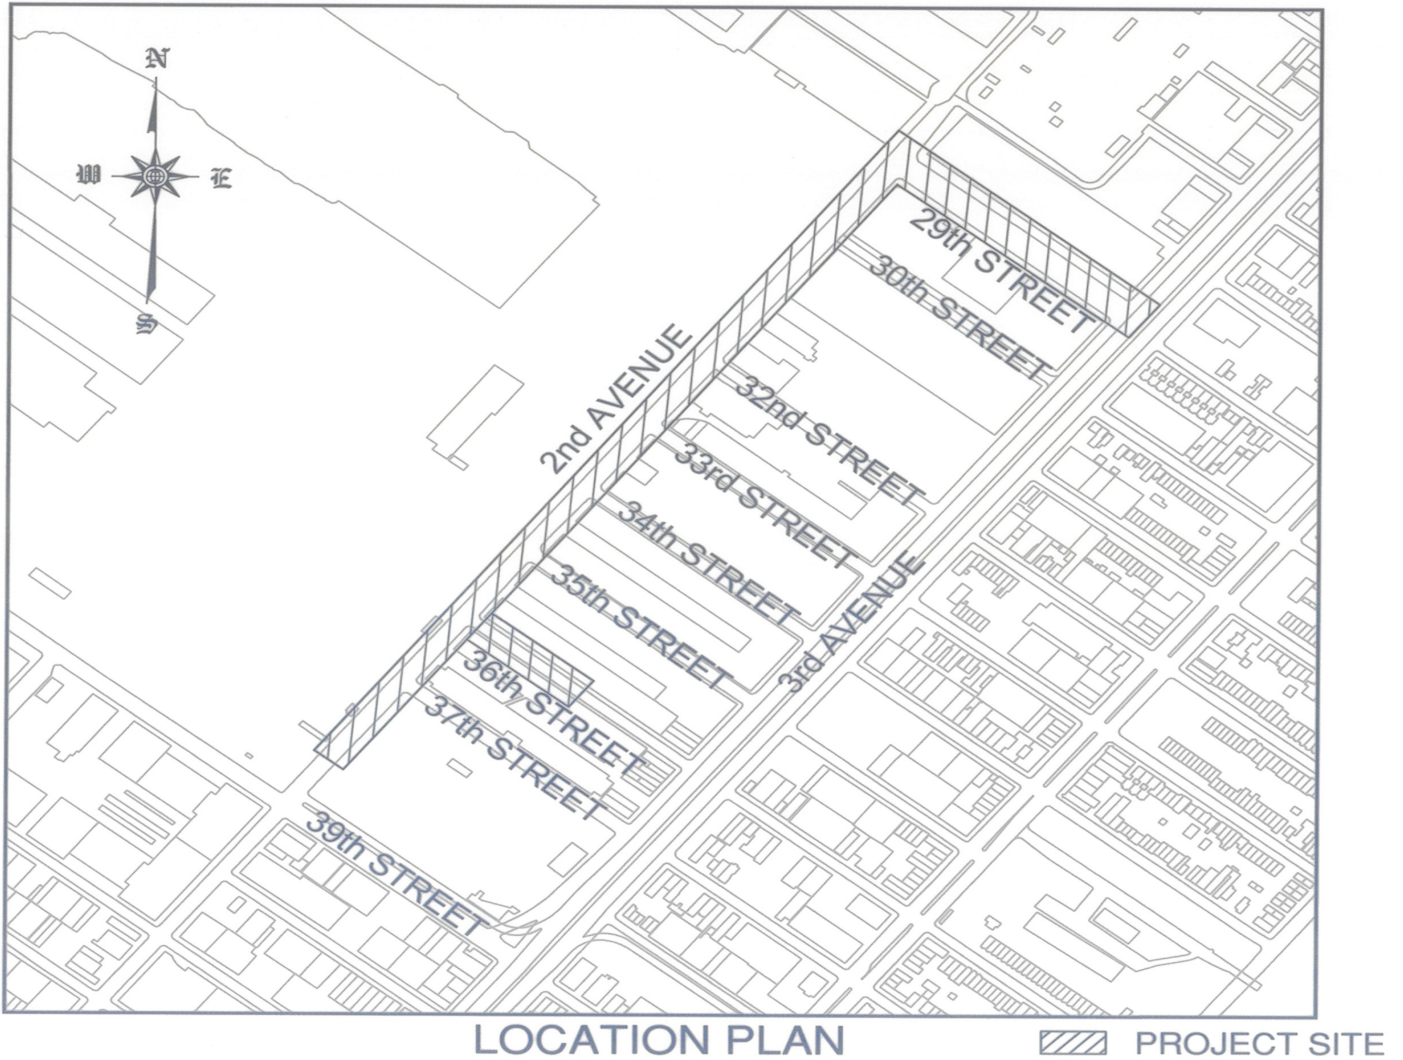 N
W
E
S
29th STREET
30th STREET
2nd AVENUE
32nd STREET
33rd STREET
34th STREET
3rd AVENUE
35th STREET
36th STREET
37th STREET
39th STREET
LOCATION PLAN
PROJECT SITE